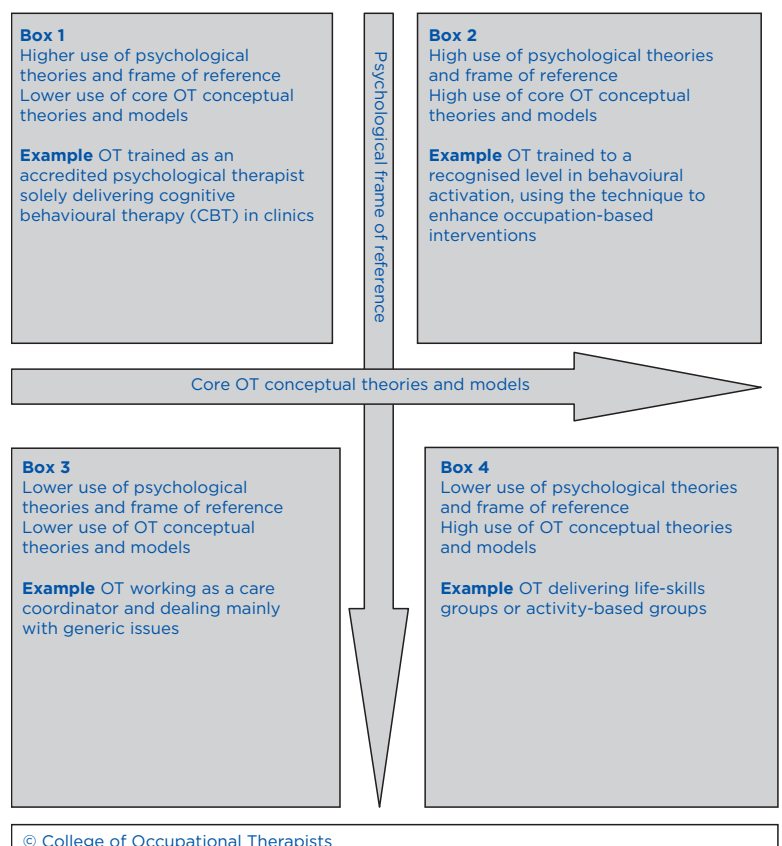 Box 1
Higher use of psychological
theories and frame of reference
Lower use of core OT conceptual
theories and models
Example OT trained as an
accredited psychological therapist
solely delivering cognitive
behavioural therapy (CBT) in clinics
Psychological frame of reference
Box 2
High use of psychological theories
and frame of reference
High use of core OT conceptual
theories and models
Example OT trained to a
recognised level in behavoiural
activation, using the technique to
enhance occupation-based
interventions
Core OT conceptual theories and models
Box 3
Lower use of psychological
theories and frame of reference
Lower use of OT conceptual
theories and models
Example OT working as a care
coordinator and dealing mainly
with generic issues
Box 4
Lower use of psychological theories
and frame of reference
High use of OT conceptual theories
and models
Example OT delivering life-skills
groups or activity-based groups
© College of Occupational Therapists